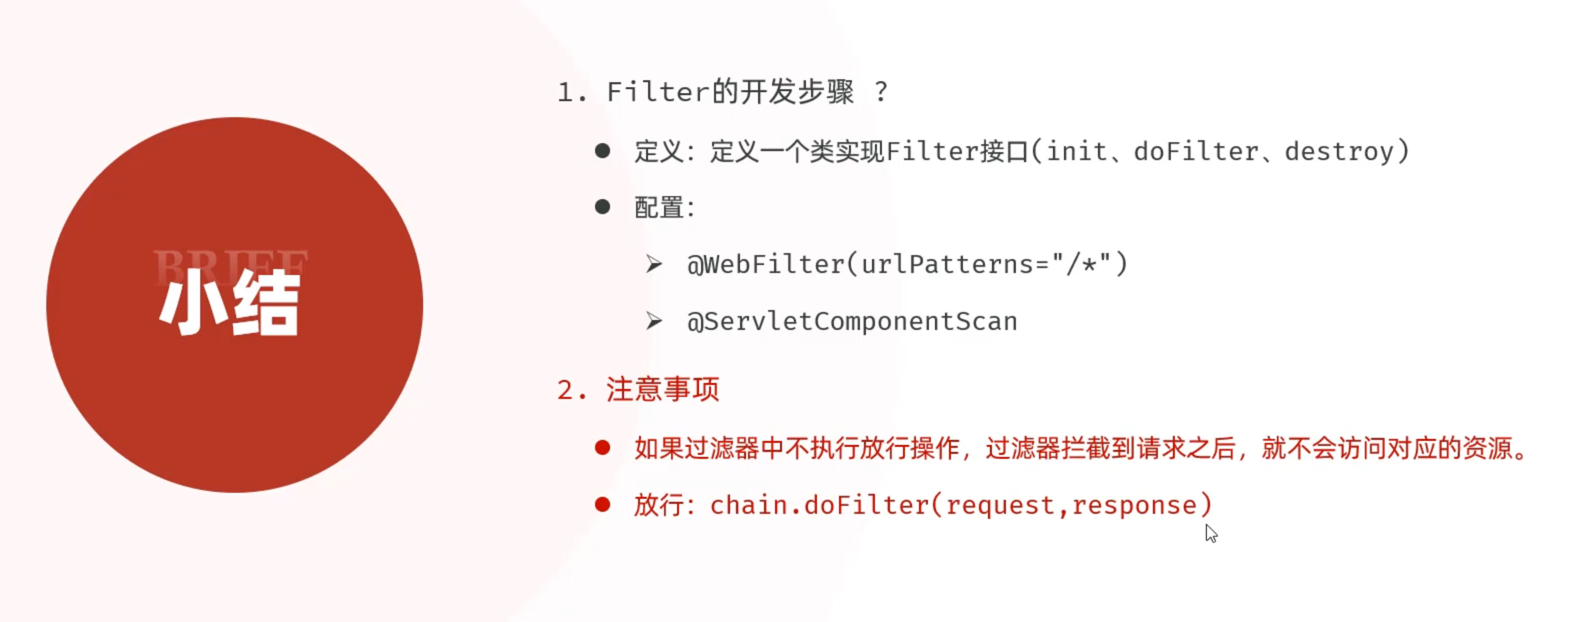 BRIEF
小结
1. Filter的开发步骤 ？
● 定义：定义一个类实现Filter接口(init、doFilter、destroy)
● 配置：
➢ @WebFilter(urlPatterns="/*")
➢ @ServletComponentScan
2. 注意事项
● 如果过滤器中不执行放行操作，过滤器拦截到请求之后，就不会访问对应的资源。
● 放行：chain.doFilter(request,response)